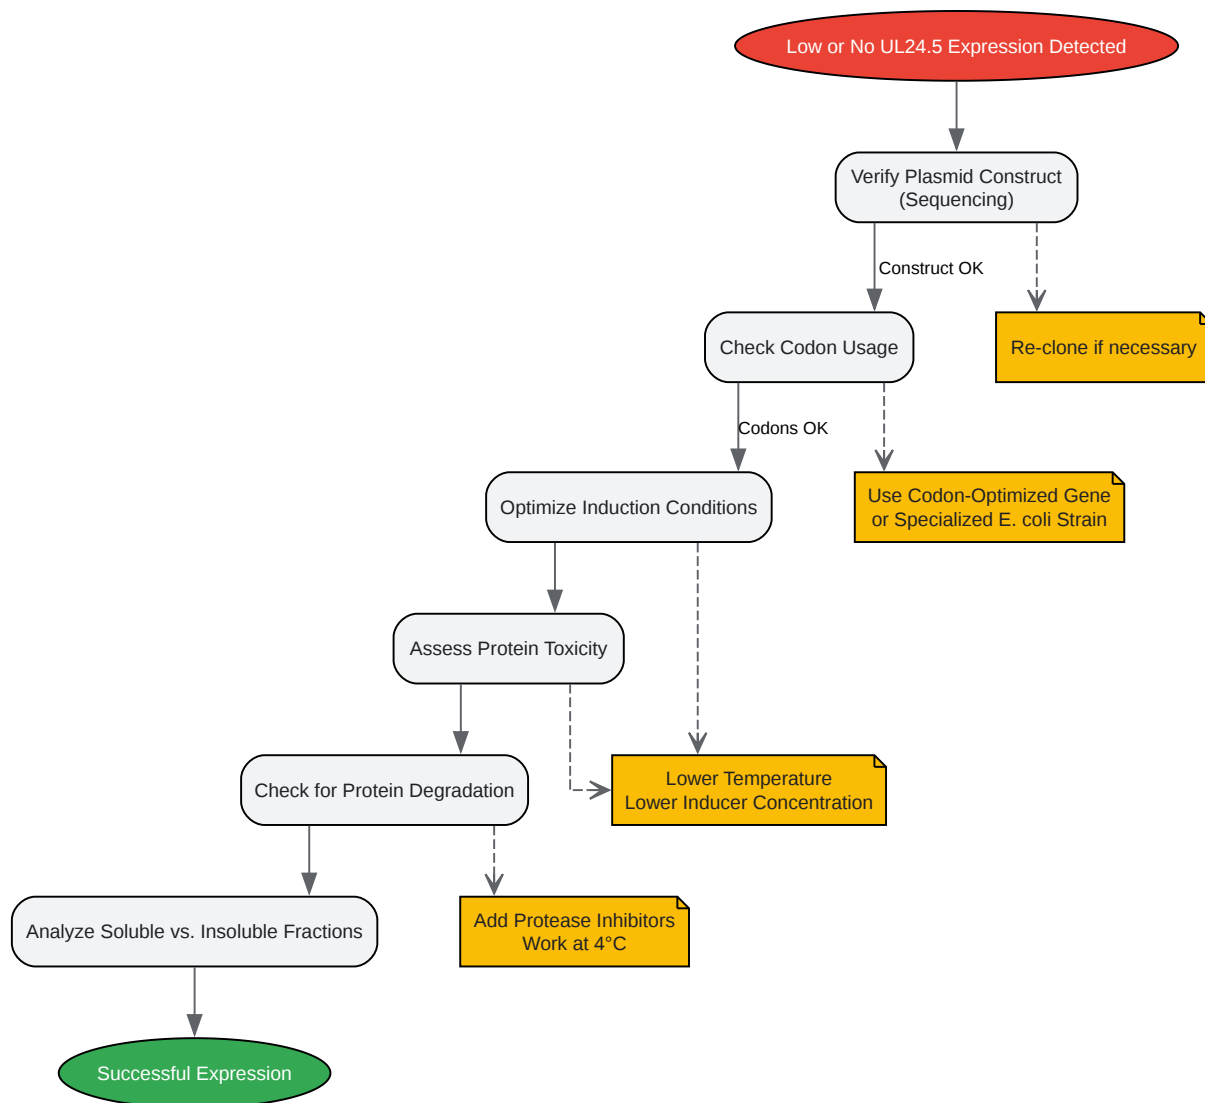 Low or No UL24.5 Expression Detected
Verify Plasmid Construct
(Sequencing)
Construct OK
Check Codon Usage
Re-clone if necessary
Codons OK
Optimize Induction Conditions
Use Codon-Optimized Gene
or Specialized E. coli Strain
Assess Protein Toxicity
Check for Protein Degradation
Lower Temperature
Lower Inducer Concentration
Analyze Soluble vs. Insoluble Fractions
Add Protease Inhibitors
Work at 4°C
Successful Expression